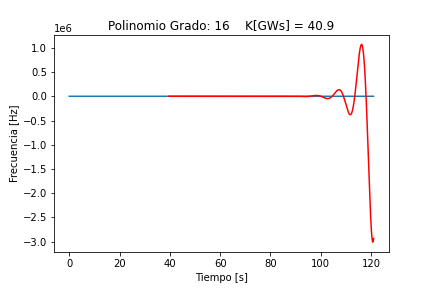 Polinomio Grado: 16    K[GWs] = 40.9
1e6
1.0
0.5
0.0
−0.5
−1.0
−1.5
−2.0
−2.5
−3.0
Frecuencia [Hz]
0 20 40 60 80 100 120
Tiempo [s]